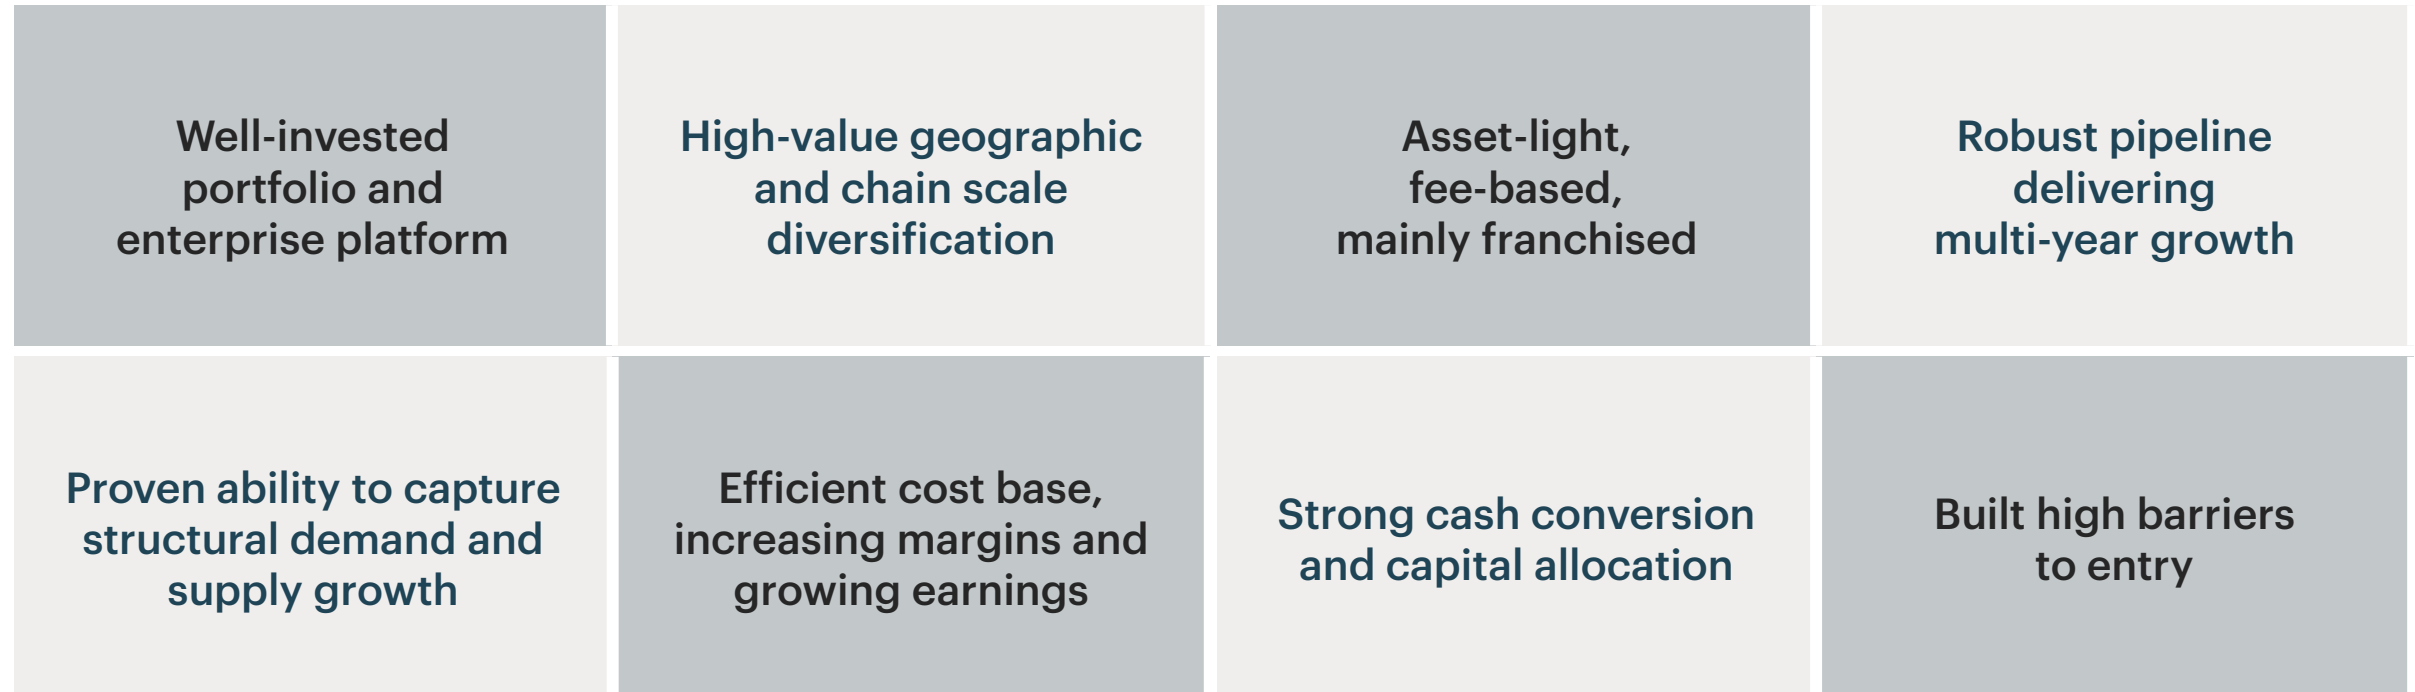 Well-invested
portfolio and
enterprise platform
High-value geographic
and chain scale
diversification
Asset-light,
fee-based,
mainly franchised
Robust pipeline
delivering
multi-year growth
Proven ability to capture
structural demand and
supply growth
Efficient cost base,
increasing margins and
growing earnings
Strong cash conversion
and capital allocation
Built high barriers
to entry